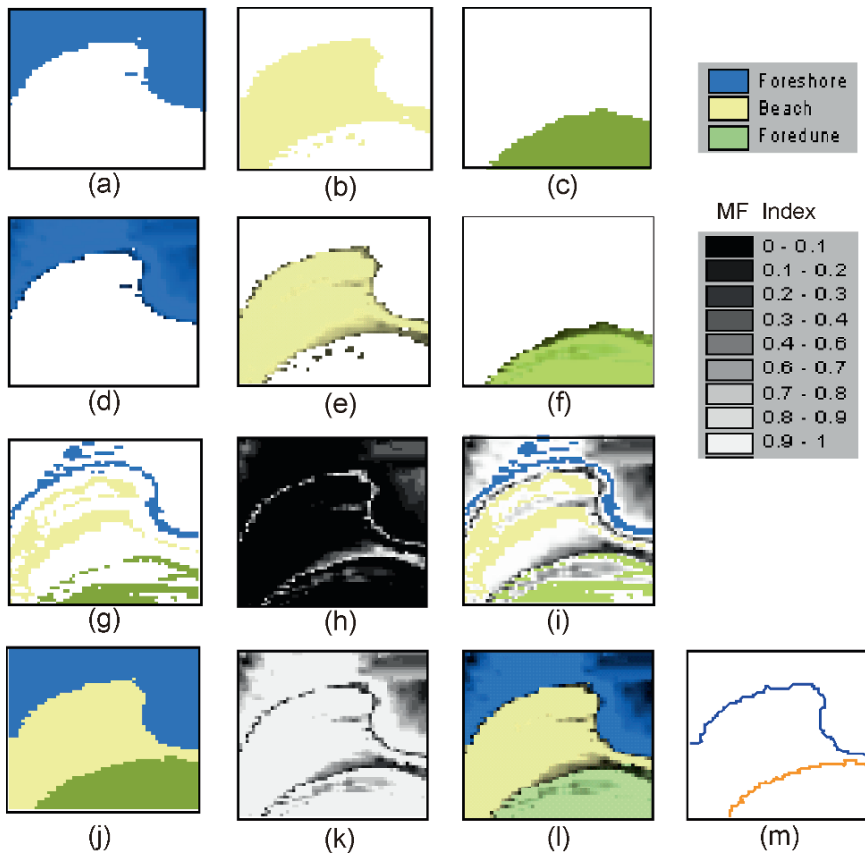 (a)
(b)
(c)
Foreshore
Beach
Foredune
(d)
(e)
(f)
MF Index
0 - 0.1
0.1 - 0.2
0.2 - 0.3
0.3 - 0.4
0.4 - 0.6
0.6 - 0.7
0.7 - 0.8
0.8 - 0.9
0.9 - 1
(g)
(h)
(i)
(j)
(k)
(l)
(m)